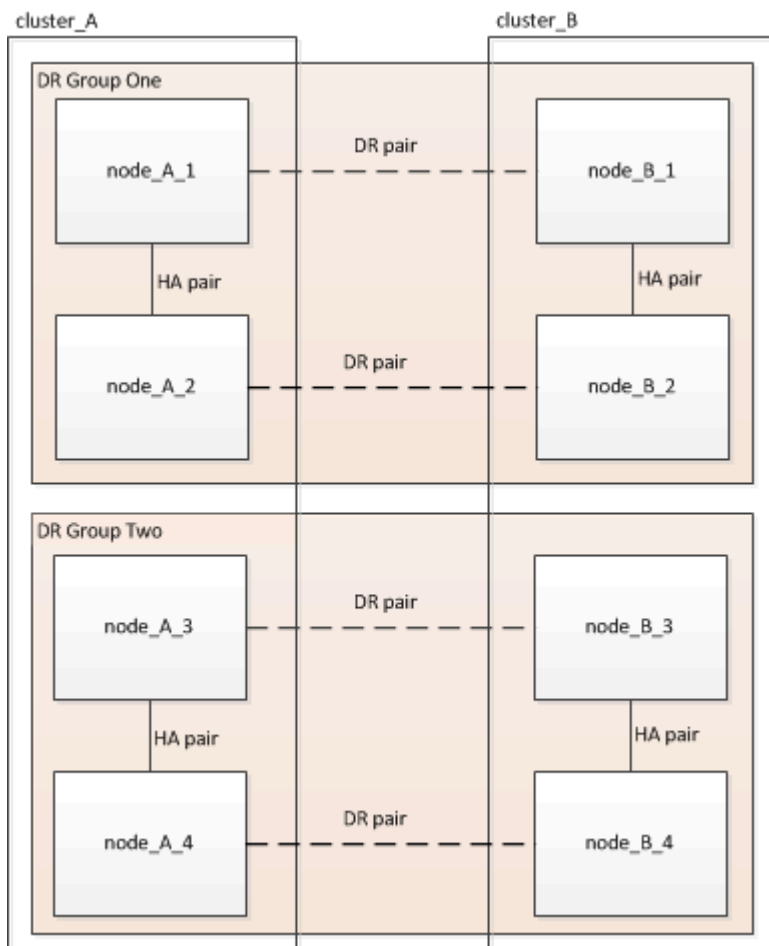 cluster_A
cluster_B
DR Group One
node_A_1
DR pair
node_B_1
HA pair
HA pair
node_A_2
DR pair
node_B_2
DR Group Two
node_A_3
DR pair
node_B_3
HA pair
HA pair
node_A_4
DR pair
node_B_4